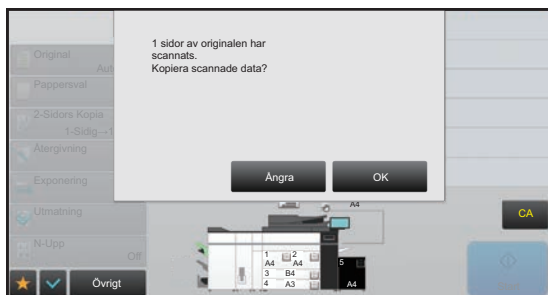 1 sidor av originalen har
scannats.
Kopiera scannade data?
Ångra
OK
Original
Auto
Pappersval
2-Sidors Kopia
1-Sidig→1
Återgivning
Exponering
Utmatning
N-Upp
Off
Övrigt
A4
CA
1 2 5
A4 A4
3 B4
4 A3 A4